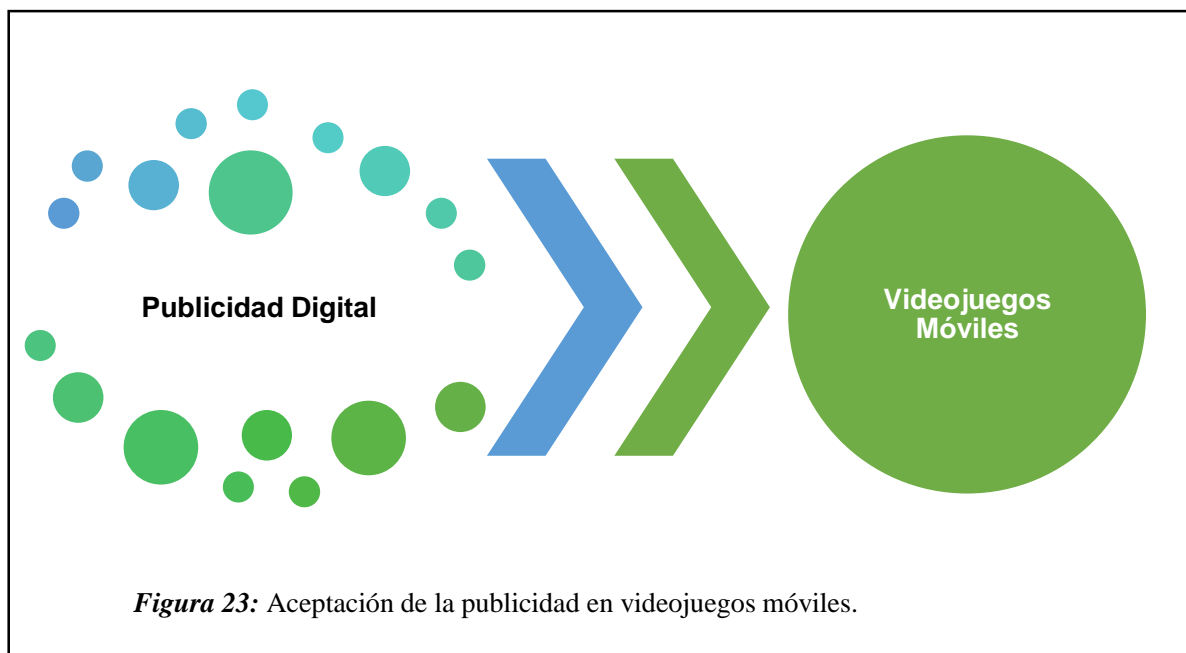 Publicidad Digital
Videojuegos
Móviles
Figura 23: Aceptación de la publicidad en videojuegos móviles.